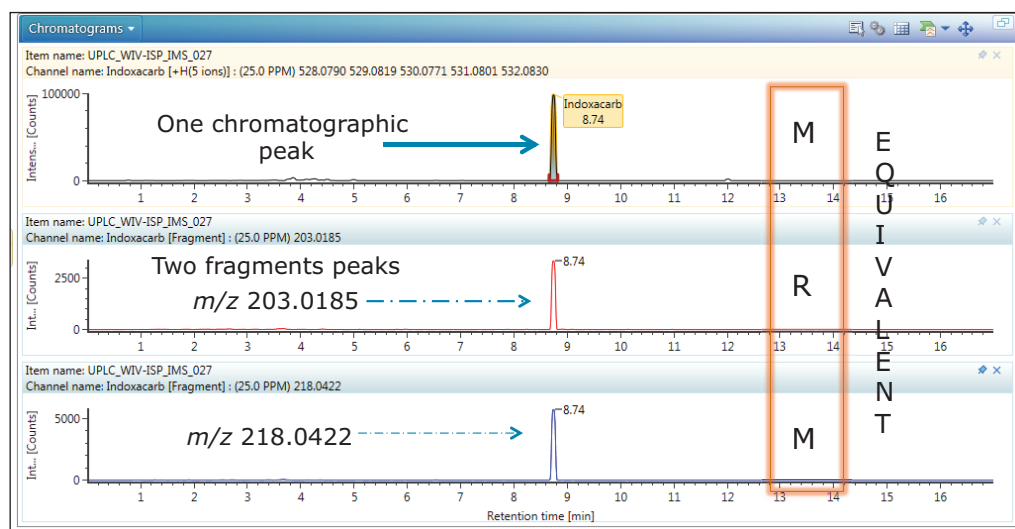 Chromatograms
Item name: UPLC_WIV-ISP_IMS_027
Channel name: Indoxacarb [+H(5 ions)] : (25.0 PPM) 528.0790 529.0819 530.0771 531.0801 532.0830
100000
0
Intens... [Counts]
One chromatographic
peak
Indoxacarb
8.74
M
1 2 3 4 5 6 7 8 9 10 11 12 13 14 15 16
Item name: UPLC_WIV-ISP_IMS_027
Channel name: Indoxacarb [Fragment] : (25.0 PPM) 203.0185
2500
0
Int... [Counts]
Two fragments peaks
m/z 203.0185
8.74
R
1 2 3 4 5 6 7 8 9 10 11 12 13 14 15 16
Item name: UPLC_WIV-ISP_IMS_027
Channel name: Indoxacarb [Fragment] : (25.0 PPM) 218.0422
5000
0
Int... [Counts]
m/z 218.0422
8.74
M
1 2 3 4 5 6 7 8 9 10 11 12 13 14 15 16
Retention time [min]
E
Q
U
I
V
A
L
E
N
T